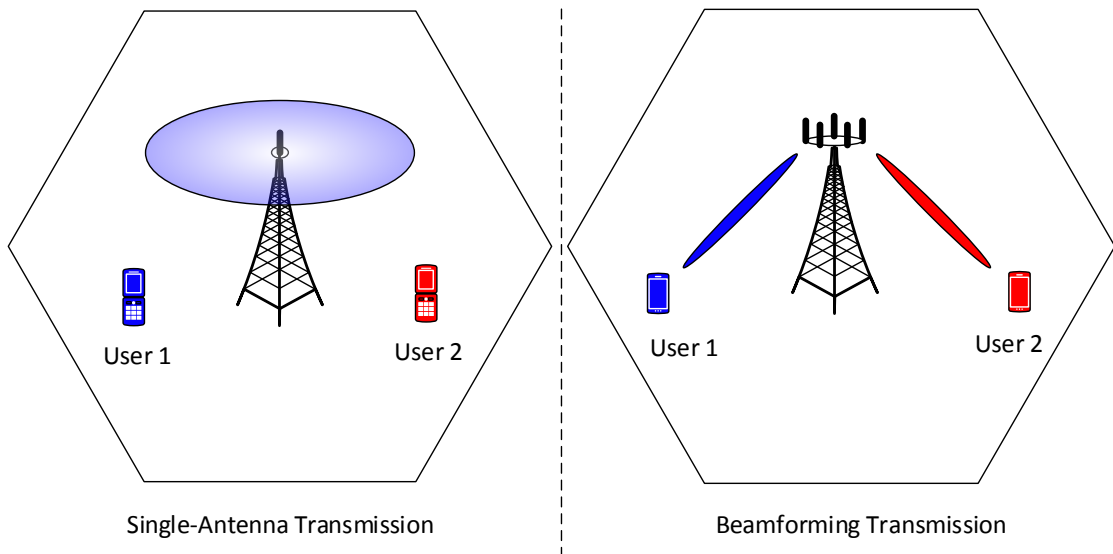 User 1
User 2
User 1
User 2
Single-Antenna Transmission
Beamforming Transmission